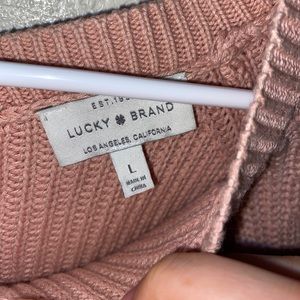 EST. 19
LUCKY BRAND
LOS ANGELES, CALIFORNIA
L
MADE IN
CHINA